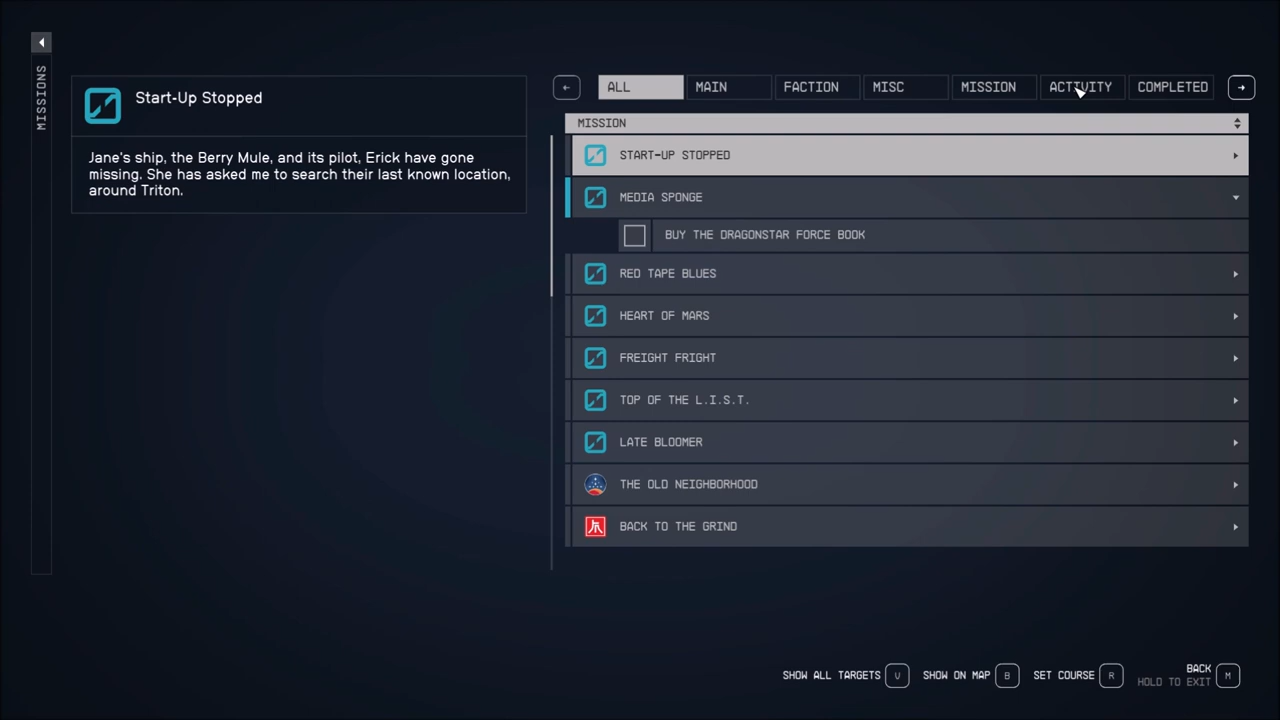 MISSIONS
Start-Up Stopped
Jane's ship, the Berry Mule, and its pilot, Erick have gone
missing. She has asked me to search their last known location,
around Triton.
ALL MAIN FACTION MISC MISSION ACTIVITY COMPLETED
MISSION
START-UP STOPPED
MEDIA SPONGE
BUY THE DRAGONSTAR FORCE BOOK
RED TAPE BLUES
HEART OF MARS
FREIGHT FRIGHT
TOP OF THE L.I.S.T.
LATE BLOOMER
THE OLD NEIGHBORHOOD
BACK TO THE GRIND
SHOW ALL TARGETS V SHOW ON MAP B SET COURSE R BACK M
HOLD TO EXIT